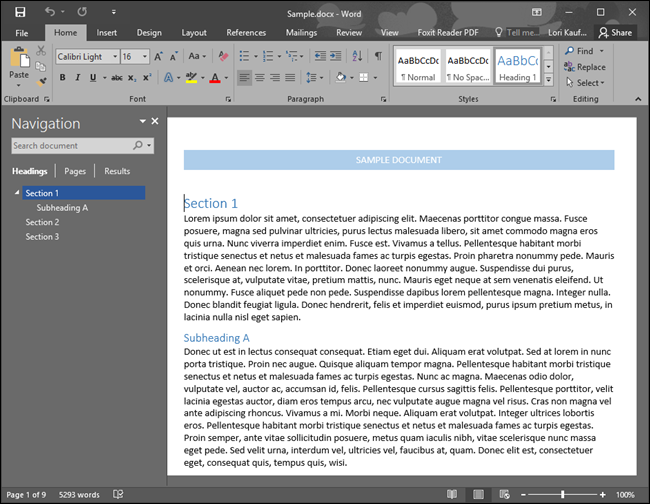 Sample.docx - Word
File Home Insert Design Layout References Mailings Review View Foxit Reader PDF Tell me... Lori Kauf... Share
Paste
Calibri Light 16 A A Aa
B I U abc X₂ X² A A
Find
Replace
Select
AaBbCcDc AaBbCcDc AaBbCc
¶ Normal ¶ No Spac... Heading 1
Clipboard Font Paragraph Styles Editing
Navigation
Search document
Headings Pages Results
Section 1
Subheading A
Section 2
Section 3
SAMPLE DOCUMENT
Section 1
Lorem ipsum dolor sit amet, consectetuer adipiscing elit. Maecenas porttitor congue massa. Fusce
posuere, magna sed pulvinar ultricies, purus lectus malesuada libero, sit amet commodo magna eros
quis urna. Nunc viverra imperdiet enim. Fusce est. Vivamus a tellus. Pellentesque habitant morbi
tristique senectus et netus et malesuada fames ac turpis egestas. Proin pharetra nonummy pede. Mauris
et orci. Aenean nec lorem. In porttitor. Donec laoreet nonummy augue. Suspendisse dui purus,
scelerisque at, vulputate vitae, pretium mattis, nunc. Mauris eget neque at sem venenatis eleifend. Ut
nonummy. Fusce aliquet pede non pede. Suspendisse dapibus lorem pellentesque magna. Integer nulla.
Donec blandit feugiat ligula. Donec hendrerit, felis et imperdiet euismod, purus ipsum pretium metus, in
lacinia nulla nisl eget sapien.
Subheading A
Donec ut est in lectus consequat consequat. Etiam eget dui. Aliquam erat volutpat. Sed at lorem in nunc
porta tristique. Proin nec augue. Quisque aliquam tempor magna. Pellentesque habitant morbi tristique
senectus et netus et malesuada fames ac turpis egestas. Nunc ac magna. Maecenas odio dolor,
vulputate vel, auctor ac, accumsan id, felis. Pellentesque cursus sagittis felis. Pellentesque porttitor, velit
lacinia egestas auctor, diam eros tempus arcu, nec vulputate augue magna vel risus. Cras non magna vel
ante adipiscing rhoncus. Vivamus a mi. Morbi neque. Aliquam erat volutpat. Integer ultrices lobortis
eros. Pellentesque habitant morbi tristique senectus et netus et malesuada fames ac turpis egestas.
Proin semper, ante vitae sollicitudin posuere, metus quam iaculis nibh, vitae scelerisque nunc massa
eget pede. Sed velit urna, interdum vel, ultricies vel, faucibus at, quam. Donec elit est, consectetuer
eget, consequat quis, tempus quis, wisi.
Page 1 of 9 5293 words 100%